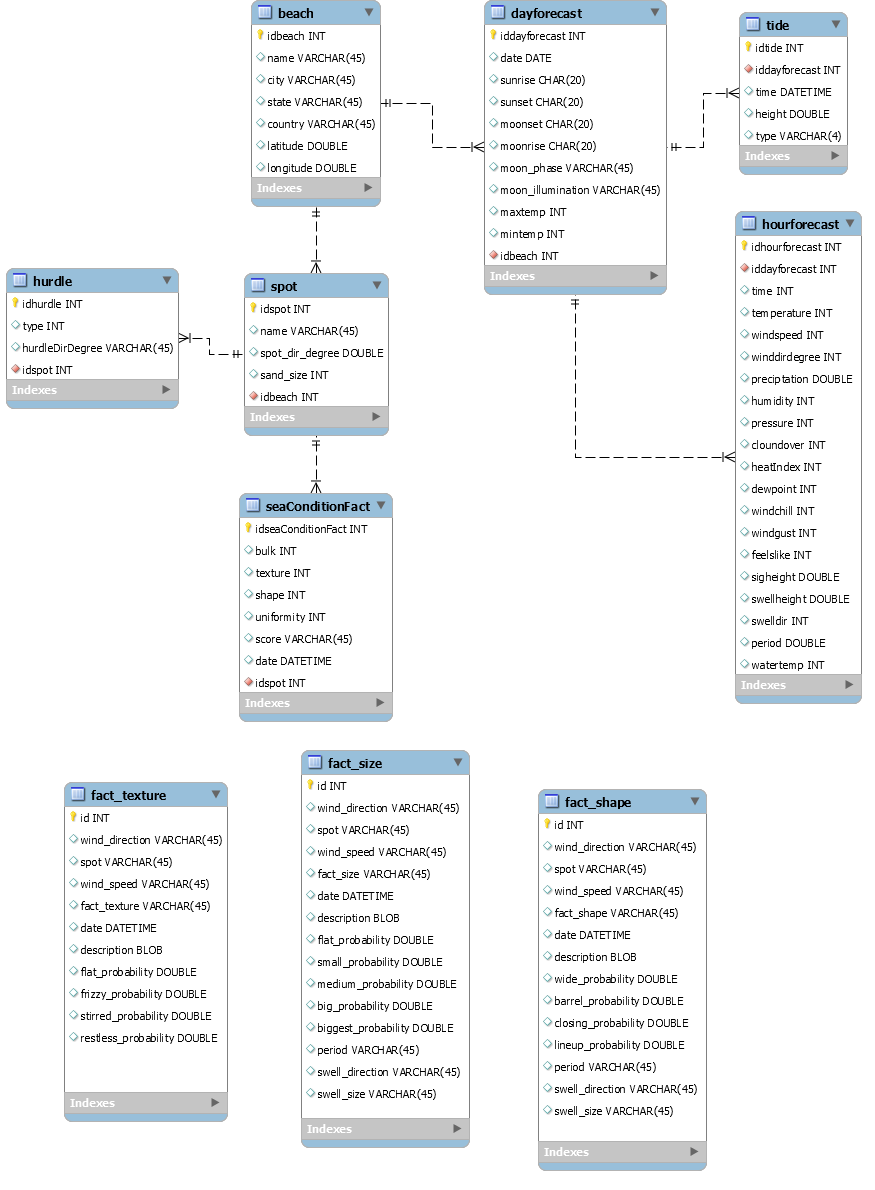 beach
idbeach INT
name VARCHAR(45)
city VARCHAR(45)
state VARCHAR(45)
country VARCHAR(45)
latitude DOUBLE
longitude DOUBLE
Indexes
dayforecast
iddayforecast INT
date DATE
sunrise CHAR(20)
sunset CHAR(20)
moonset CHAR(20)
moonrise CHAR(20)
moon_phase VARCHAR(45)
moon_illumination VARCHAR(45)
maxtemp INT
mintemp INT
idbeach INT
Indexes
tide
idtide INT
iddayforecast INT
time DATETIME
height DOUBLE
type VARCHAR(4)
Indexes
hourforecast
idhourforecast INT
iddayforecast INT
time INT
temperature INT
windspeed INT
winddirdegree INT
preciptation DOUBLE
humidity INT
pressure INT
cloundover INT
heatIndex INT
dewpoint INT
windchill INT
windgust INT
feelslike INT
sigheight DOUBLE
swellheight DOUBLE
swelldir INT
period DOUBLE
watertemp INT
Indexes
hurdle
idhurdle INT
type INT
hurdleDirDegree VARCHAR(45)
idspot INT
Indexes
spot
idspot INT
name VARCHAR(45)
spot_dir_degree DOUBLE
sand_size INT
idbeach INT
Indexes
seaConditionFact
idseaConditionFact INT
bulk INT
texture INT
shape INT
uniformity INT
score VARCHAR(45)
date DATETIME
idspot INT
Indexes
fact_texture
id INT
wind_direction VARCHAR(45)
spot VARCHAR(45)
wind_speed VARCHAR(45)
fact_texture VARCHAR(45)
date DATETIME
description BLOB
flat_probability DOUBLE
frizzy_probability DOUBLE
stirred_probability DOUBLE
restless_probability DOUBLE
Indexes
fact_size
id INT
wind_direction VARCHAR(45)
spot VARCHAR(45)
wind_speed VARCHAR(45)
fact_size VARCHAR(45)
date DATETIME
description BLOB
flat_probability DOUBLE
small_probability DOUBLE
medium_probability DOUBLE
big_probability DOUBLE
biggest_probability DOUBLE
period VARCHAR(45)
swell_direction VARCHAR(45)
swell_size VARCHAR(45)
Indexes
fact_shape
id INT
wind_direction VARCHAR(45)
spot VARCHAR(45)
wind_speed VARCHAR(45)
fact_shape VARCHAR(45)
date DATETIME
description BLOB
wide_probability DOUBLE
barrel_probability DOUBLE
closing_probability DOUBLE
lineup_probability DOUBLE
period VARCHAR(45)
swell_direction VARCHAR(45)
swell_size VARCHAR(45)
Indexes